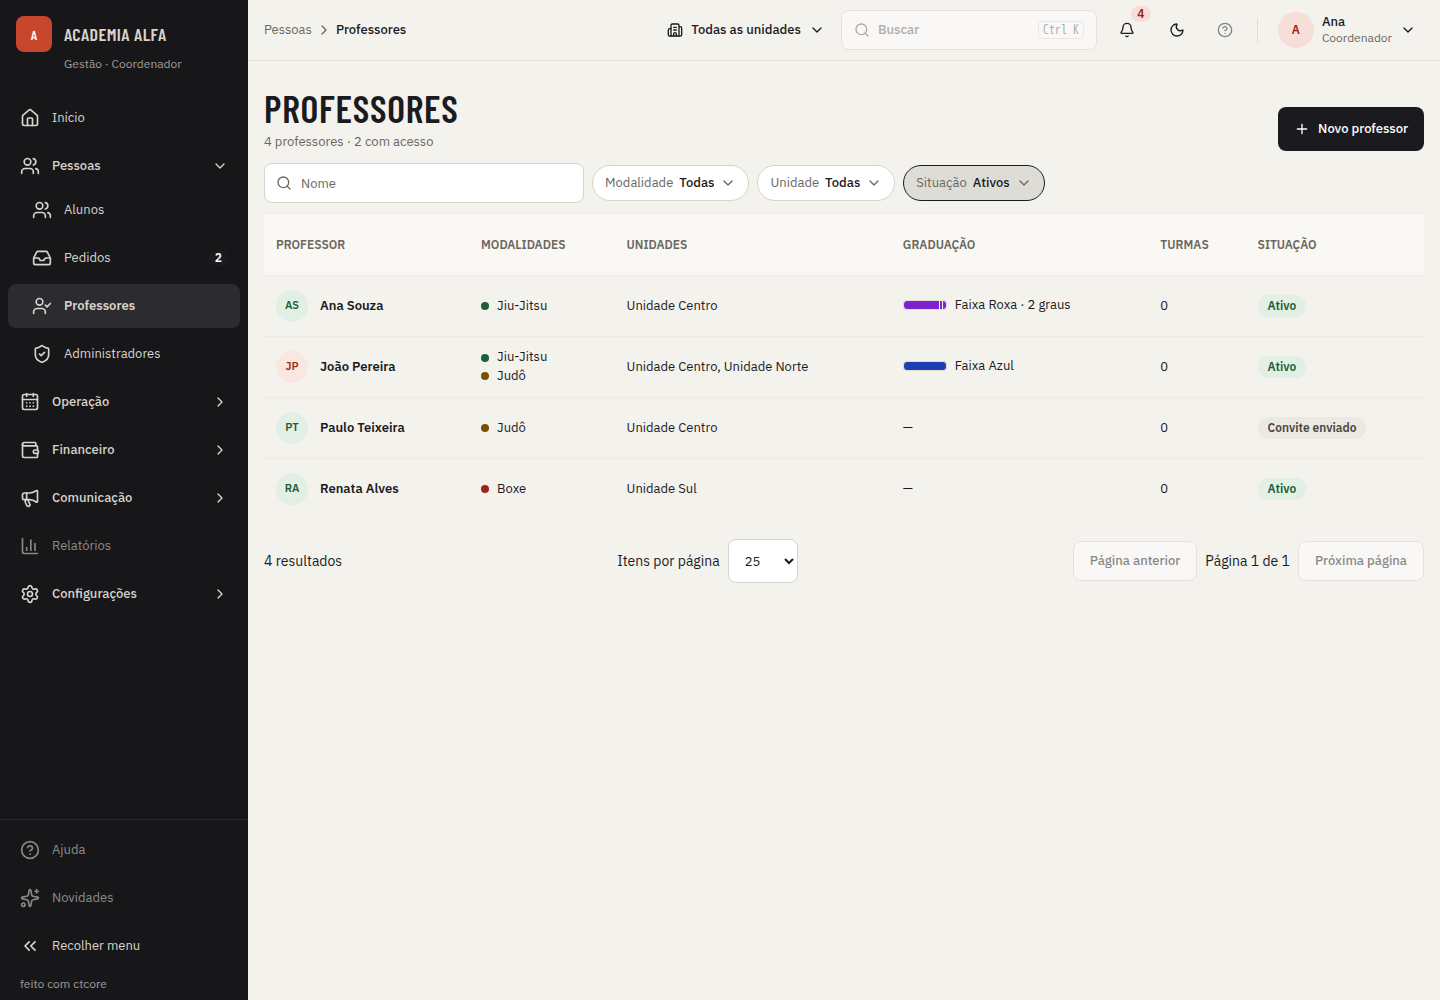 A
ACADEMIA ALFA
Gestão · Coordenador
Início
Pessoas
Alunos
Pedidos 2
Professores
Administradores
Operação
Financeiro
Comunicação
Relatórios
Configurações
Ajuda
Novidades
Recolher menu
feito com ctcore
Pessoas Professores
Todas as unidades
Buscar Ctrl K
4
A
Ana
Coordenador
PROFESSORES
4 professores · 2 com acesso
Novo professor
Nome
Modalidade Todas
Unidade Todas
Situação Ativos
PROFESSOR MODALIDADES UNIDADES GRADUAÇÃO TURMAS SITUAÇÃO
AS Ana Souza Jiu-Jitsu Unidade Centro Faixa Roxa · 2 graus 0 Ativo
JP João Pereira Jiu-Jitsu Unidade Centro, Unidade Norte Faixa Azul 0 Ativo
Judô
PT Paulo Teixeira Judô Unidade Centro — 0 Convite enviado
RA Renata Alves Boxe Unidade Sul — 0 Ativo
4 resultados
Itens por página 25
Página anterior Página 1 de 1 Próxima página